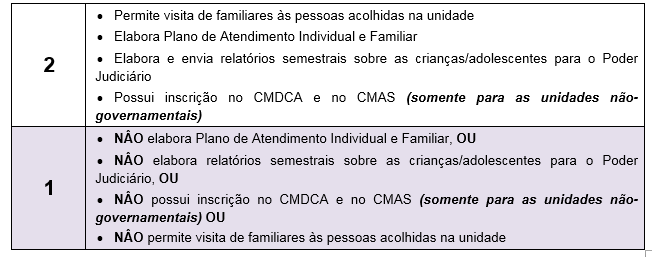 2
• Permite visita de familiares às pessoas acolhidas na unidade
• Elabora Plano de Atendimento Individual e Familiar
• Elabora e envia relatórios semestrais sobre as crianças/adolescentes para o Poder
Judiciário
• Possui inscrição no CMDCA e no CMAS (somente para as unidades não-
governamentais)
1
• NÂO elabora Plano de Atendimento Individual e Familiar, OU
• NÂO elabora relatórios semestrais sobre as crianças/adolescentes para o Poder
Judiciário, OU
• NÂO possui inscrição no CMDCA e no CMAS (somente para as unidades não-
governamentais) OU
• NÂO permite visita de familiares às pessoas acolhidas na unidade